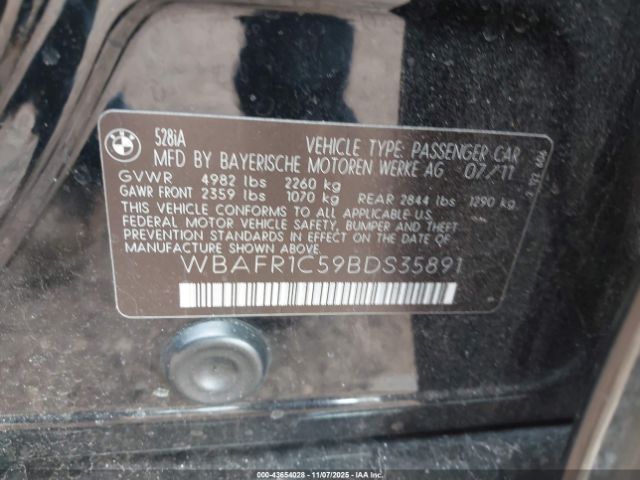 BMW
528iA
VEHICLE TYPE: PASSENGER CAR
MFD BY BAYERISCHE MOTOREN WERKE AG 07/11
GVWR 4982 lbs 2260 kg
GAWR FRONT 2359 lbs 1070 kg REAR 2844 lbs 1290 kg
THIS VEHICLE CONFORMS TO ALL APPLICABLE U.S.
FEDERAL MOTOR VEHICLE SAFETY, BUMPER AND THEFT
PREVENTION STANDARDS IN EFFECT ON THE DATE OF
MANUFACTURE SHOWN ABOVE.
WBAFR1C59BDS35891
000-43654028 11/07/2025 IAAI.COM